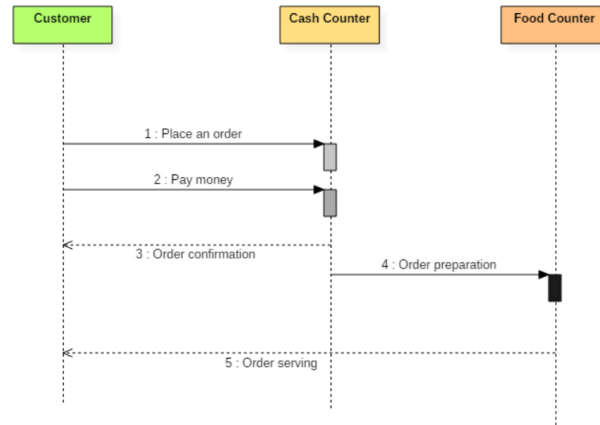 Customer
Cash Counter
Food Counter
1 : Place an order
2 : Pay money
3 : Order confirmation
4 : Order preparation
5 : Order serving